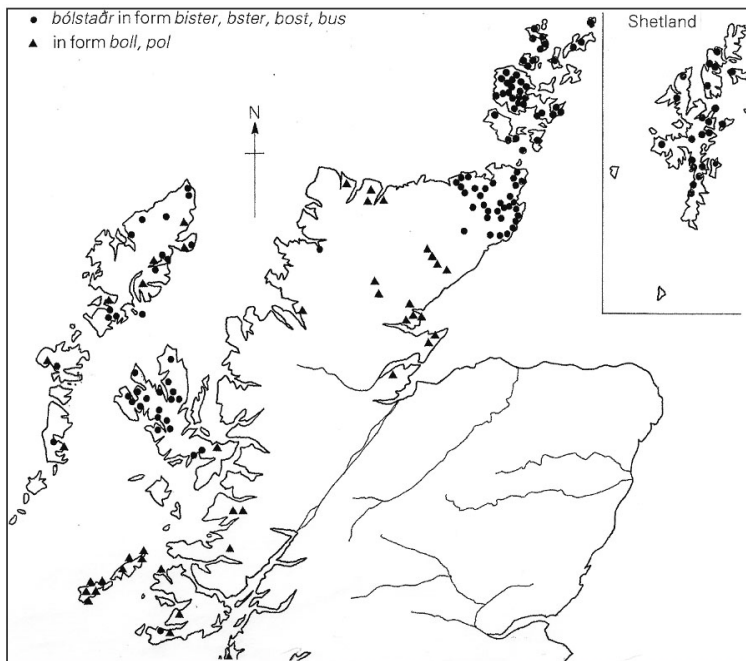 ● bólstaðr in form bister, bster, bost, bus
▲ in form boll, pol
Shetland
N